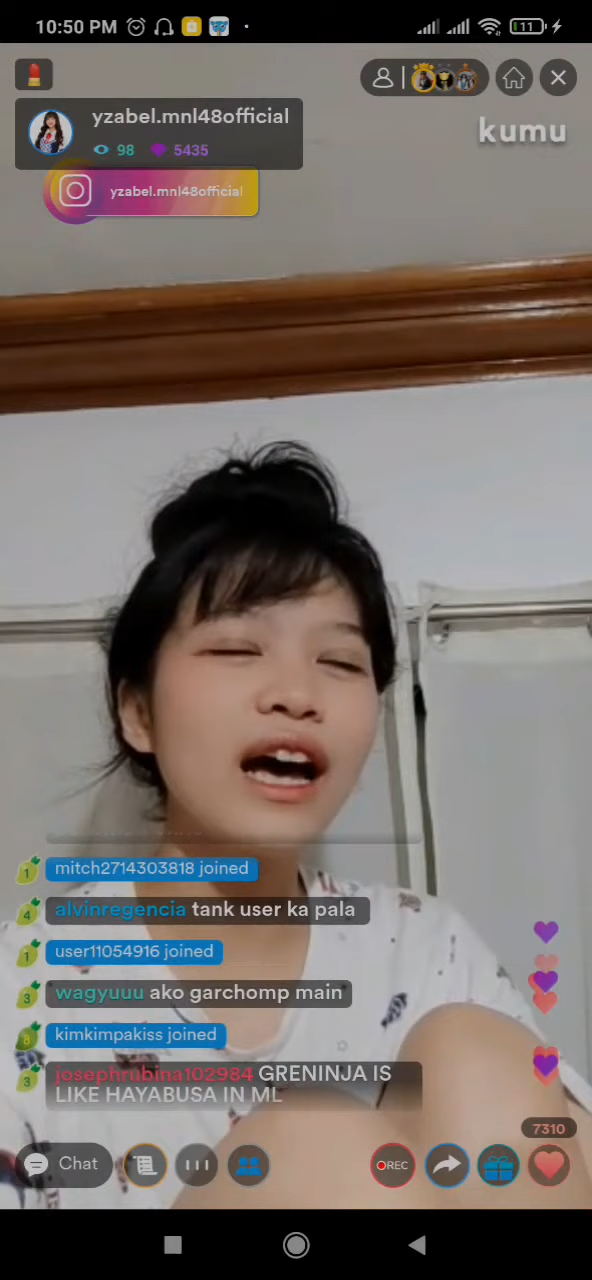 10:50 PM
11
yzabel.mnl48official
98
5435
kumu
yzabel.mnl48official
1
mitch2714303818 joined
4
alvinregencia tank user ka pala
1
user11054916 joined
3
wagyuuu ako garchomp main
8
kimkimpakiss joined
3
josephrubina102984 GRENINJA IS
LIKE HAYABUSA IN ML
7310
Chat
REC